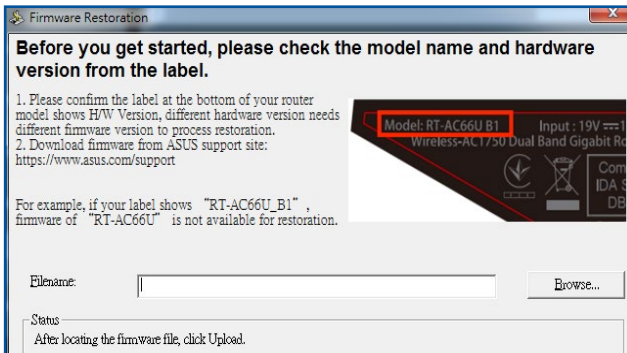 Firmware Restoration
Before you get started, please check the model name and hardware
version from the label.
1. Please confirm the label at the bottom of your router
model shows H/W Version, different hardware version needs
different firmware version to process restoration.
2. Download firmware from ASUS support site:
https://www.asus.com/support
For example, if your label shows “RT-AC66U_B1”,
firmware of “RT-AC66U” is not available for restoration.
Model: RT-AC66U B1 Input : 19V ⎓1
Wireless-AC1750 Dual Band Gigabit Ro
Com
IDA S
DB
Filename:
Browse...
Status
After locating the firmware file, click Upload.